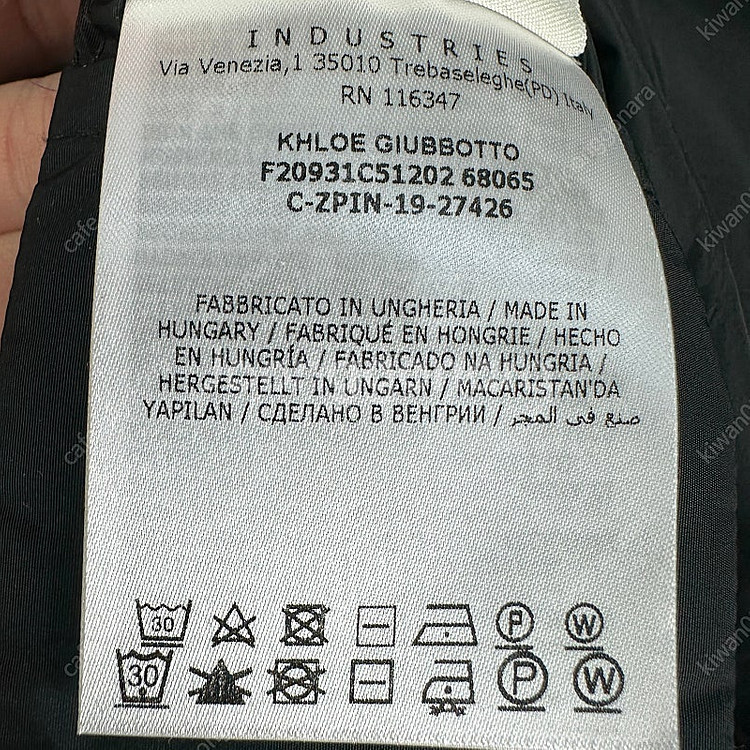 INDUSTRIES
Via Venezia,1 35010 Trebaseleghe(PD) Italy
RN 116347
KHLOE GIUBBOTTO
F20931C51202 68065
C-ZPIN-19-27426
FABBRICATO IN UNGHERIA / MADE IN
HUNGARY / FABRIQUÉ EN HONGRIE / HECHO
EN HUNGRÍA / FABRICADO NA HUNGRIA /
HERGESTELLT IN UNGARN / MACARISTAN'DA
YAPILAN / СДЕЛАНО В ВЕНГРИИ / صنع في المجر
30 P W
30 P W